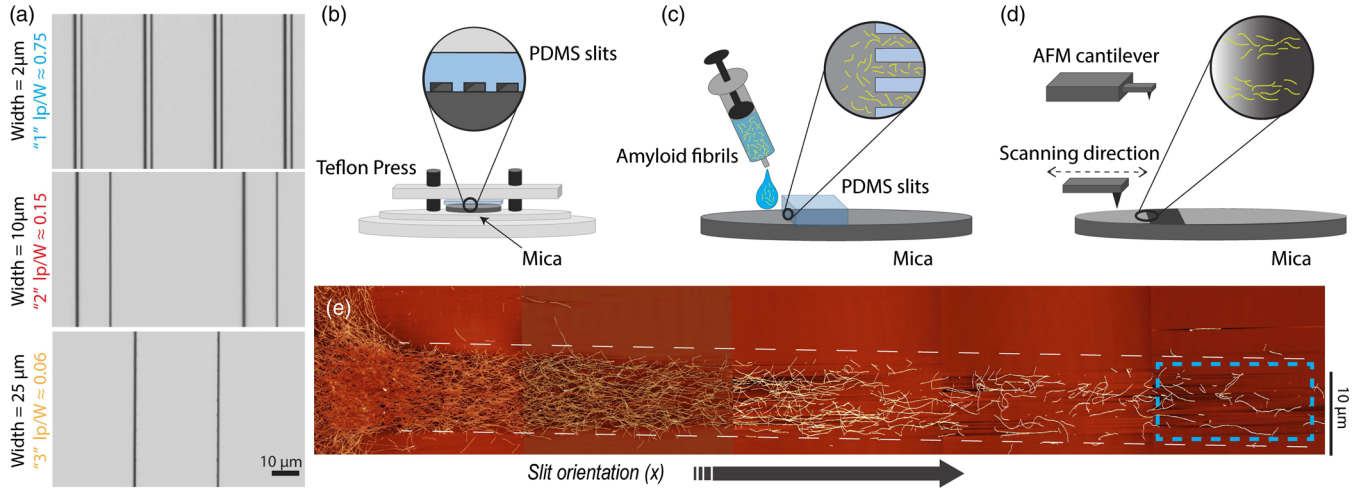 (a)
Width = 2μm
"1" lp/W ≈ 0.75
Width = 10μm
"2" lp/W ≈ 0.15
Width = 25 μm
"3" lp/W ≈ 0.06
10 μm
(b)
PDMS slits
Teflon Press
Mica
(c)
Amyloid fibrils
PDMS slits
Mica
(d)
AFM cantilever
Scanning direction
Mica
(e)
10 μm
Slit orientation (x)